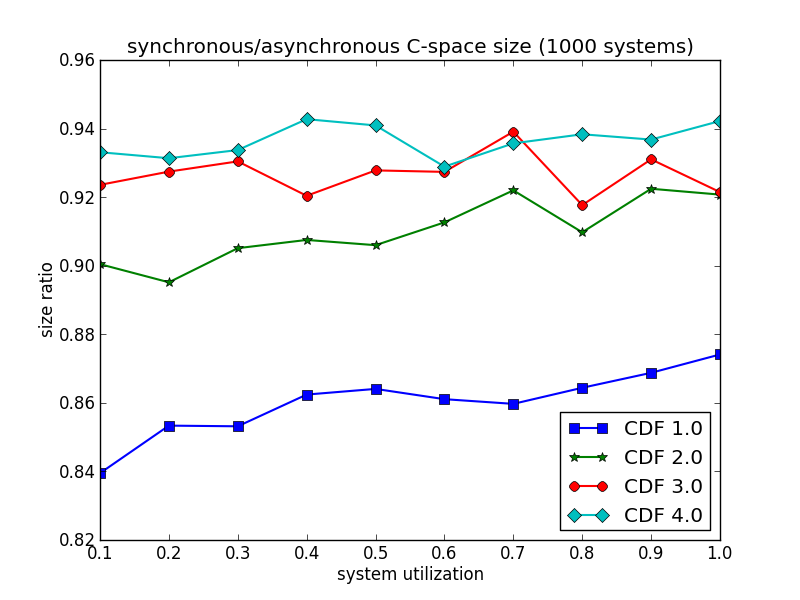 synchronous/asynchronous C-space size (1000 systems)
0.96
0.94
0.92
0.90
0.88
0.86
0.84
0.82
size ratio
0.1 0.2 0.3 0.4 0.5 0.6 0.7 0.8 0.9 1.0
system utilization
CDF 1.0
CDF 2.0
CDF 3.0
CDF 4.0